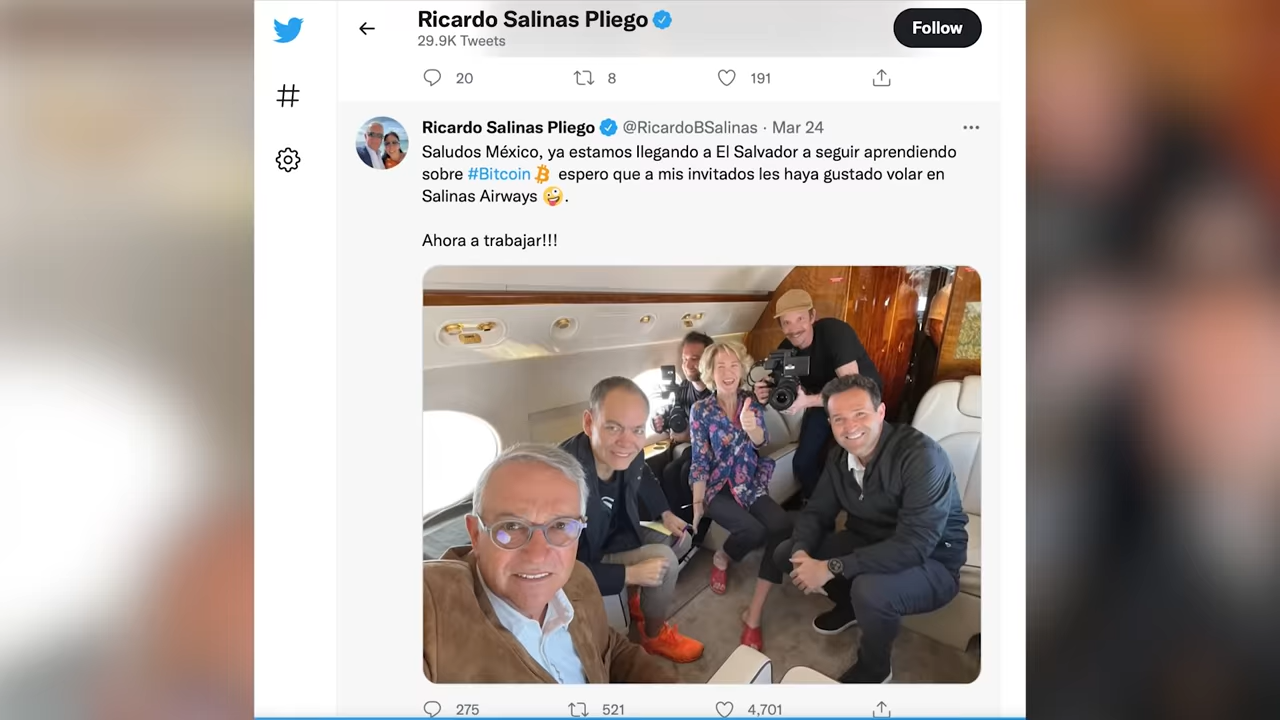 Ricardo Salinas Pliego
29.9K Tweets
Follow
20 8 191
Ricardo Salinas Pliego @RicardoBSalinas · Mar 24
Saludos México, ya estamos llegando a El Salvador a seguir aprendiendo
sobre #Bitcoin espero que a mis invitados les haya gustado volar en
Salinas Airways 🤪.
Ahora a trabajar!!!
275 521 4,701